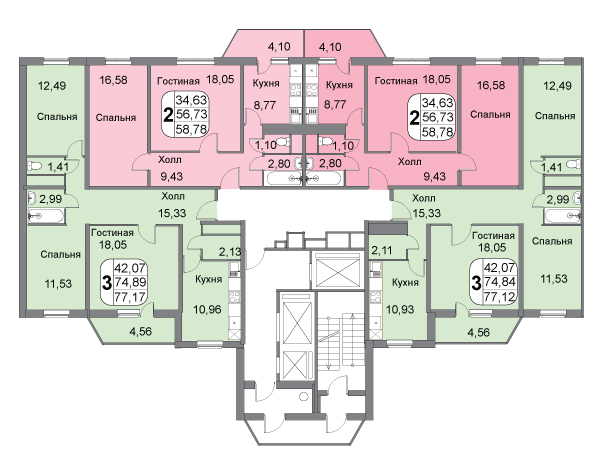 4,10
4,10
12,49
Спальня
16,58
Спальня
Гостиная 18,05
2
34,63
56,73
58,78
Кухня
8,77
Кухня
8,77
Гостиная
18,05
2
34,63
56,73
58,78
16,58
Спальня
12,49
Спальня
1,10
2,80
1,10
2,80
Холл
9,43
Холл
9,43
1,41
2,99
1,41
2,99
Холл
15,33
Холл
15,33
Гостиная
18,05
3
42,07
74,89
77,17
Спальня
11,53
2,13
Кухня
10,96
4,56
2,11
Кухня
10,93
Гостиная
18,05
3
42,07
74,84
77,12
Спальня
11,53
4,56